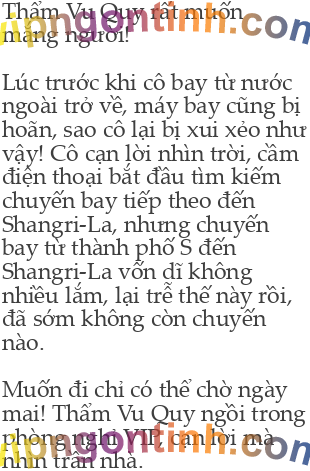 Thẩm Vu Quy rất muốn
mắng người!
Lúc trước khi cô bay từ nước
ngoài trở về, máy bay cũng bị
hoãn, sao cô lại bị xui xẻo như
vậy! Cô cạn lời nhìn trời, cầm
điện thoại bắt đầu tìm kiếm
chuyến bay tiếp theo đến
Shangri-La, nhưng chuyến
bay từ thành phố S đến
Shangri-La vốn dĩ không
nhiều lắm, lại trễ thế này rồi,
đã sớm không còn chuyến
nào.
Muốn đi chỉ có thể chờ ngày
mai! Thẩm Vu Quy ngồi trong
phòng nghỉ VIP, cạn lời mà
nhìn trần nhà.
vipngontinh.com
vipngontinh.com